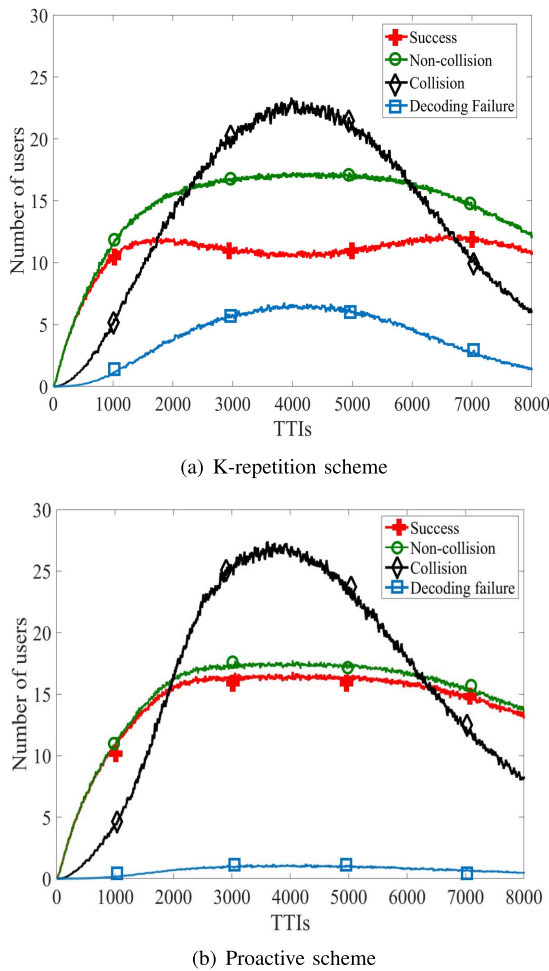 30
25
20
15
10
5
0
Number of users
Success
Non-collision
Collision
Decoding Failure
0 1000 2000 3000 4000 5000 6000 7000 8000
TTIs
(a) K-repetition scheme
30
25
20
15
10
5
0
Number of users
Success
Non-collision
Collision
Decoding failure
0 1000 2000 3000 4000 5000 6000 7000 8000
TTIs
(b) Proactive scheme